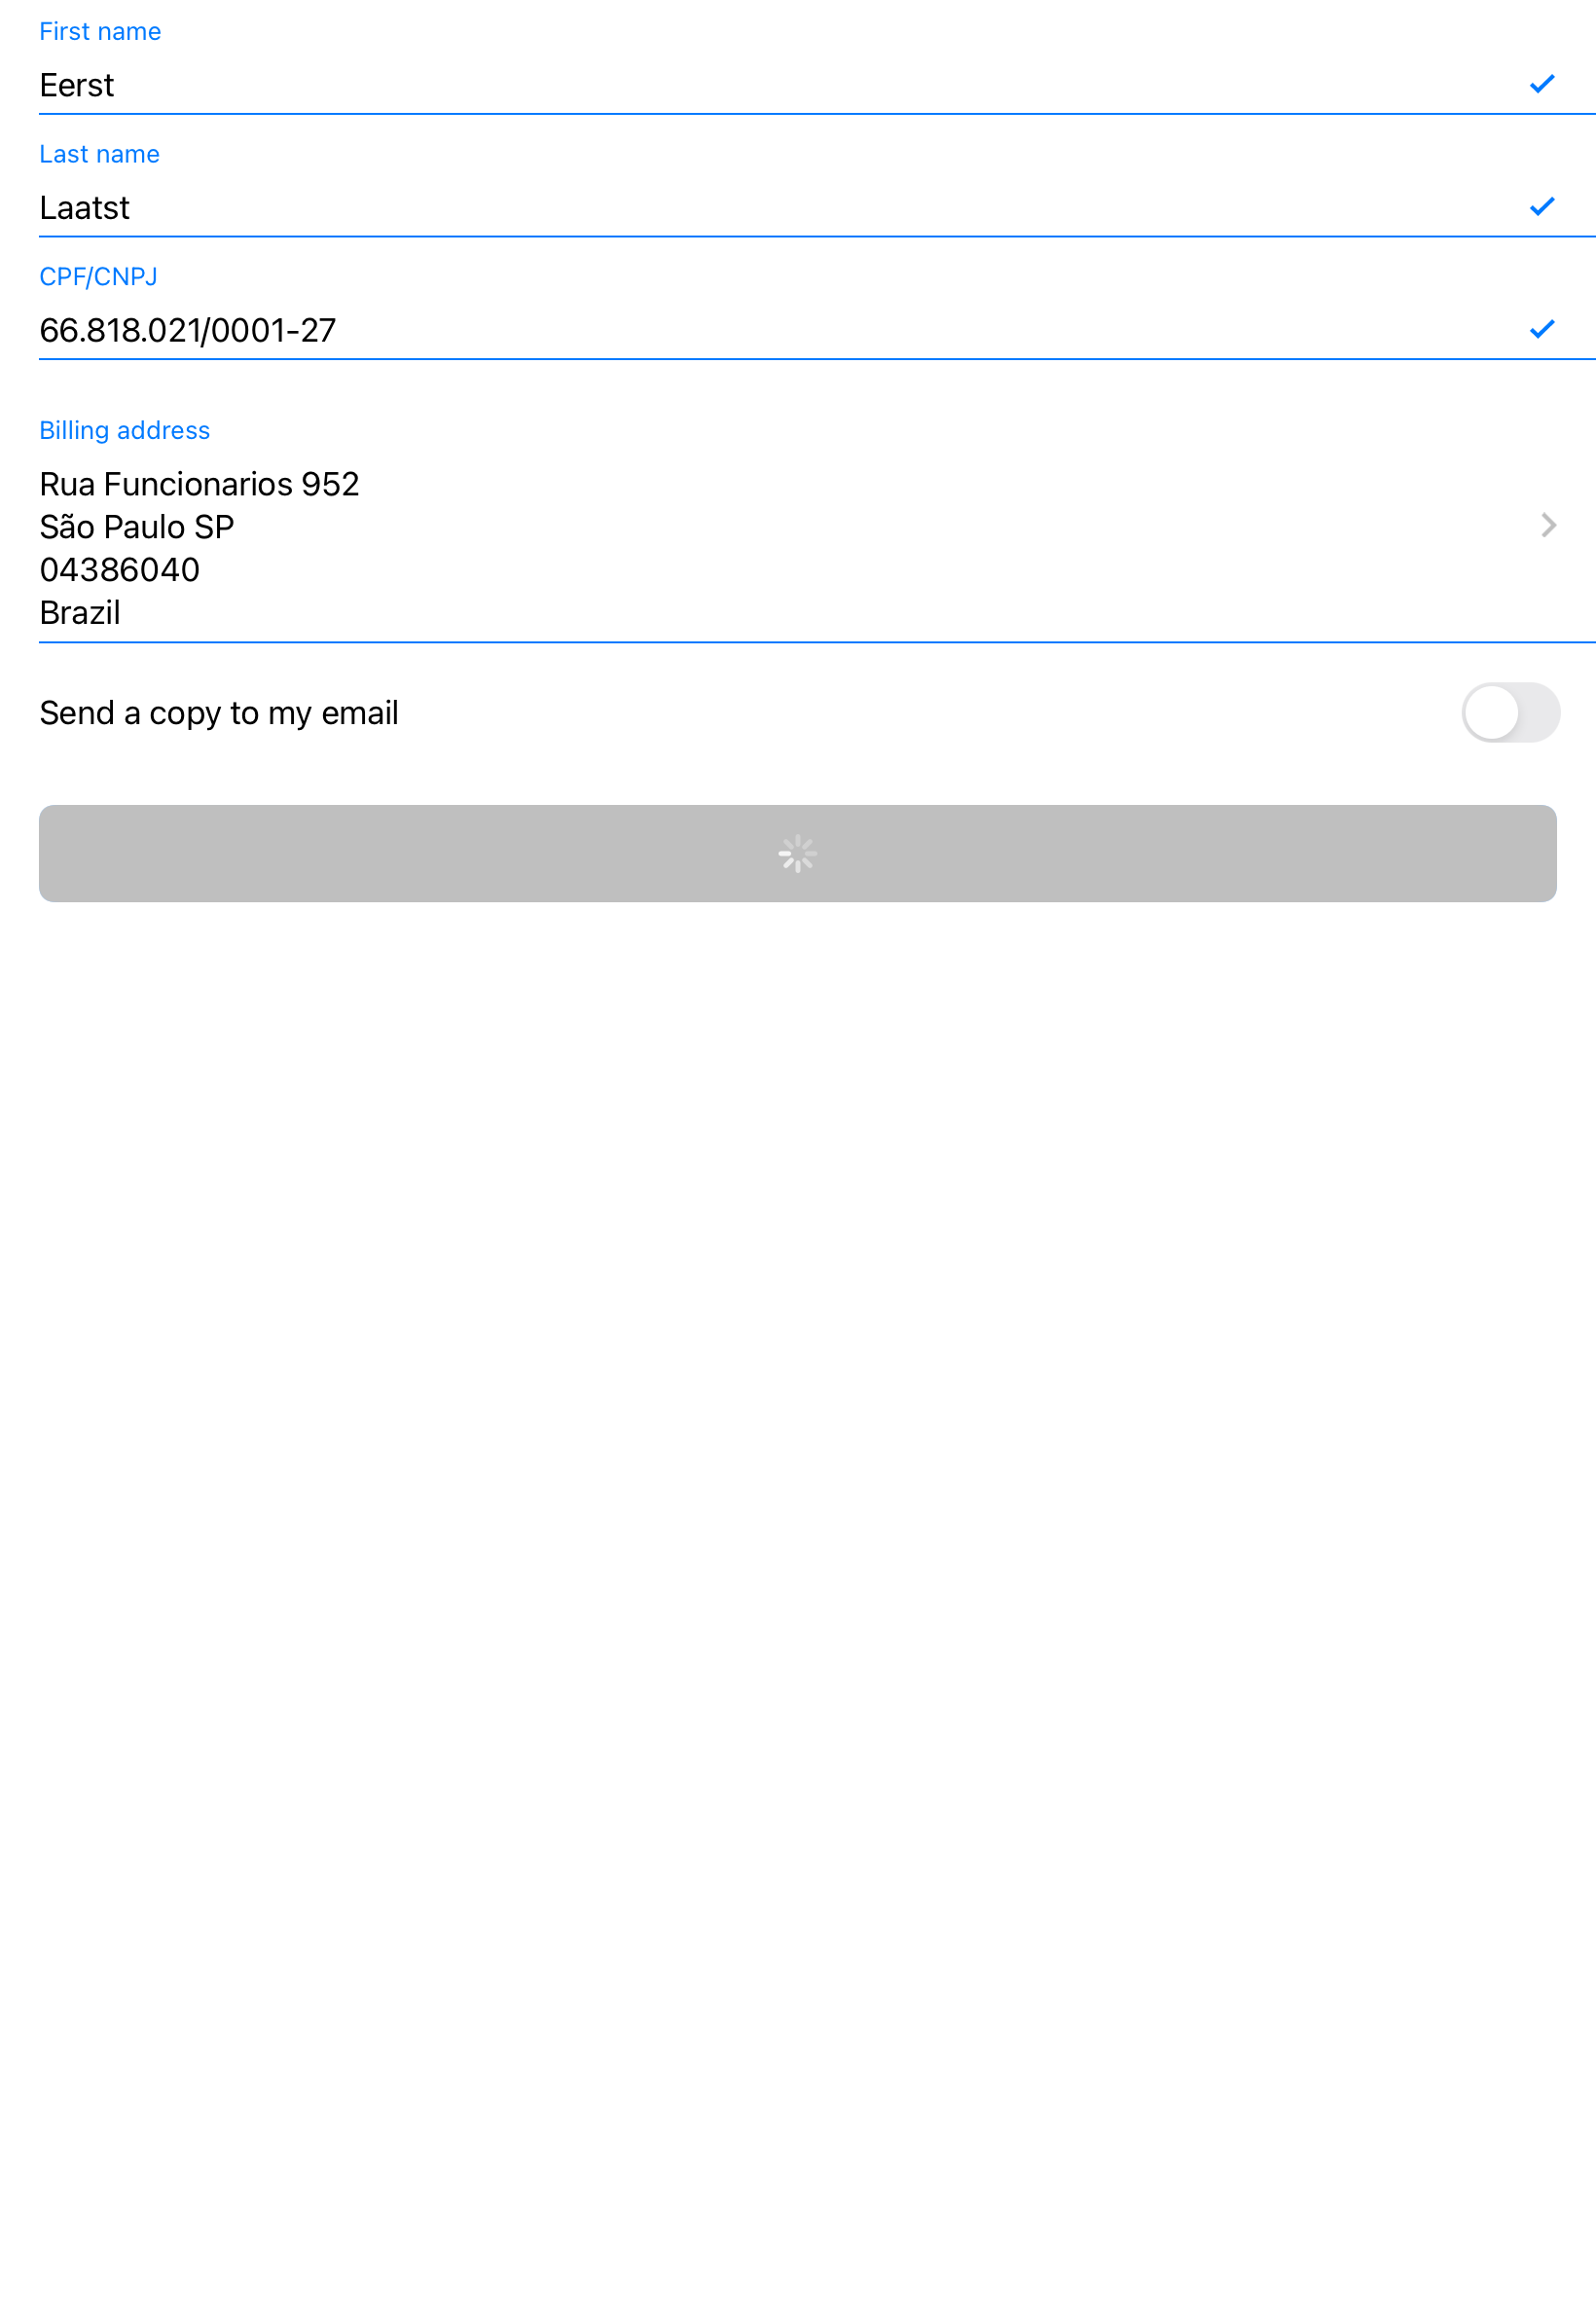 First name
Eerst
Last name
Laatst
CPF/CNPJ
66.818.021/0001-27
Billing address
Rua Funcionarios 952
São Paulo SP
04386040
Brazil
Send a copy to my email